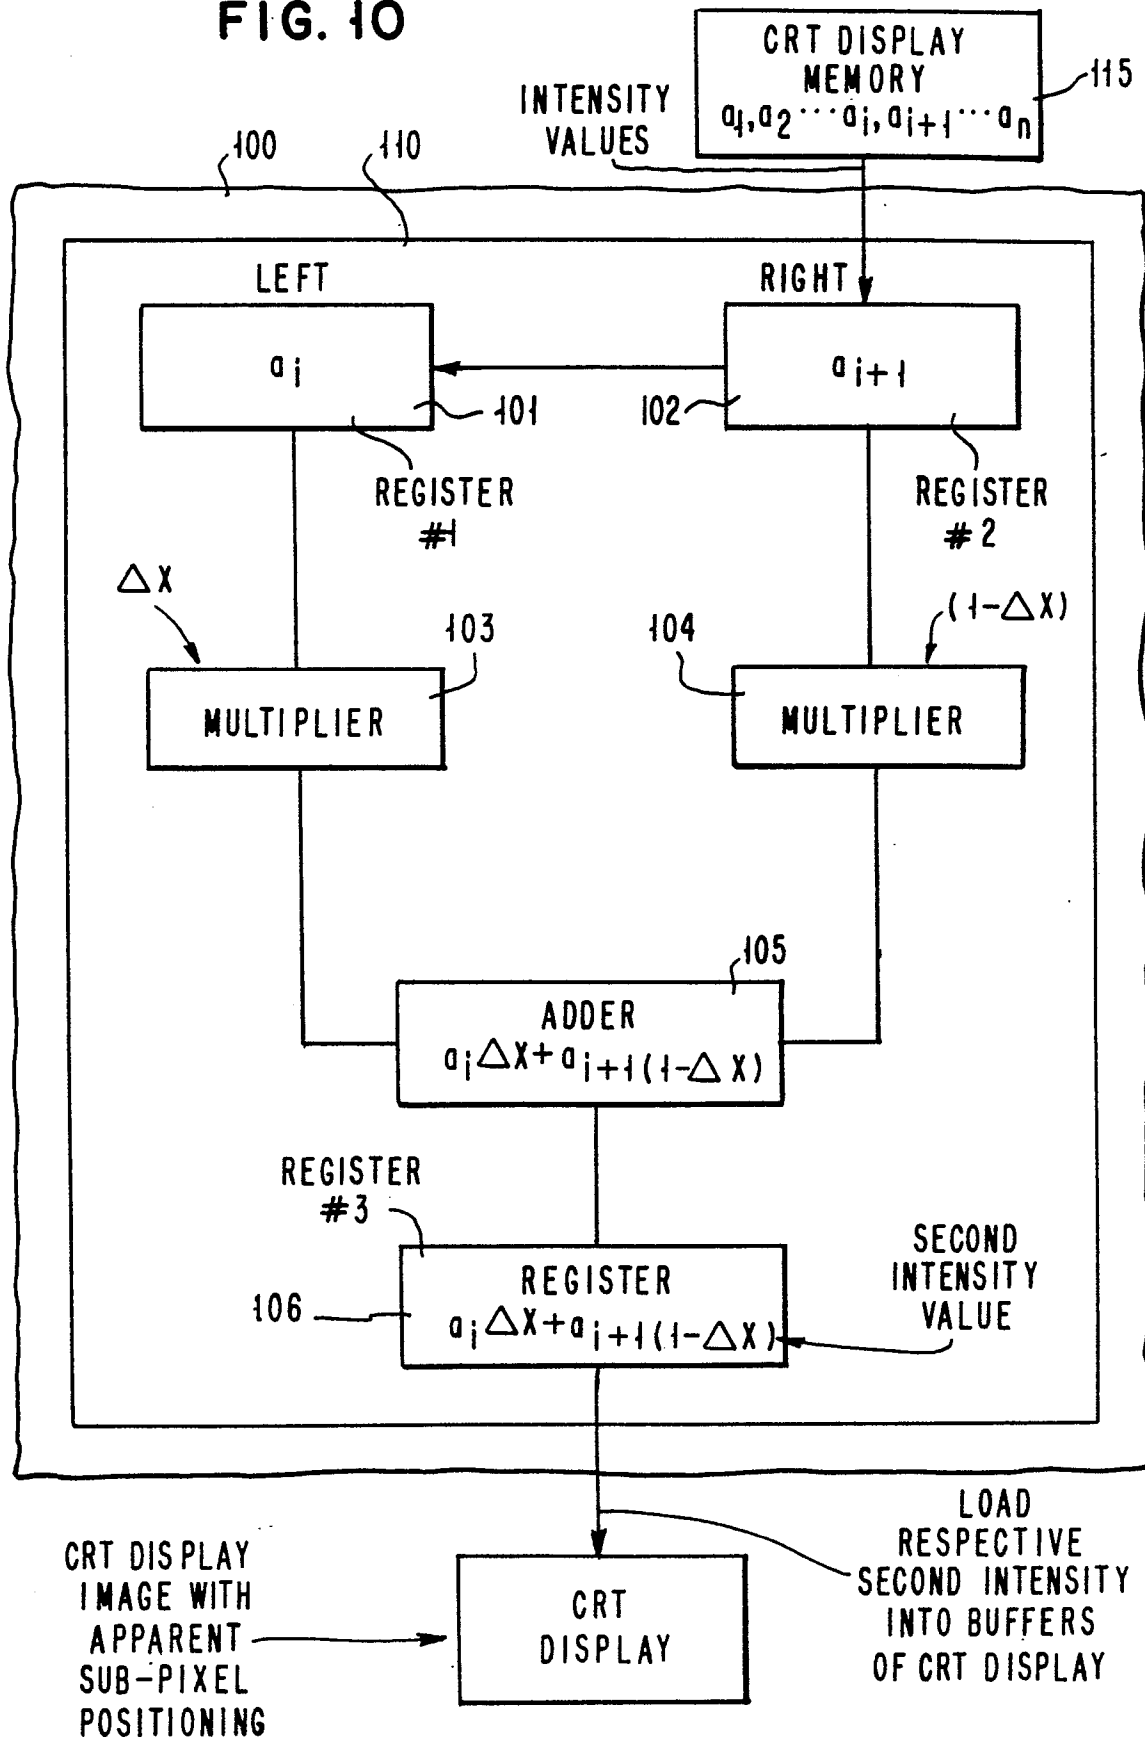 FIG. 10
CRT DISPLAY
MEMORY
a1, a2 ··· ai, ai+1 ··· an
115
INTENSITY
VALUES
100
110
LEFT
RIGHT
ai
ai+1
101
102
REGISTER
#1
REGISTER
#2
ΔX
(1-ΔX)
103
104
MULTIPLIER
MULTIPLIER
105
ADDER
aiΔX+ai+1(1-ΔX)
REGISTER
#3
SECOND
INTENSITY
VALUE
REGISTER
aiΔX+ai+1(1-ΔX)
106
LOAD
RESPECTIVE
SECOND INTENSITY
INTO BUFFERS
OF CRT DISPLAY
CRT DISPLAY
IMAGE WITH
APPARENT
SUB-PIXEL
POSITIONING
CRT
DISPLAY